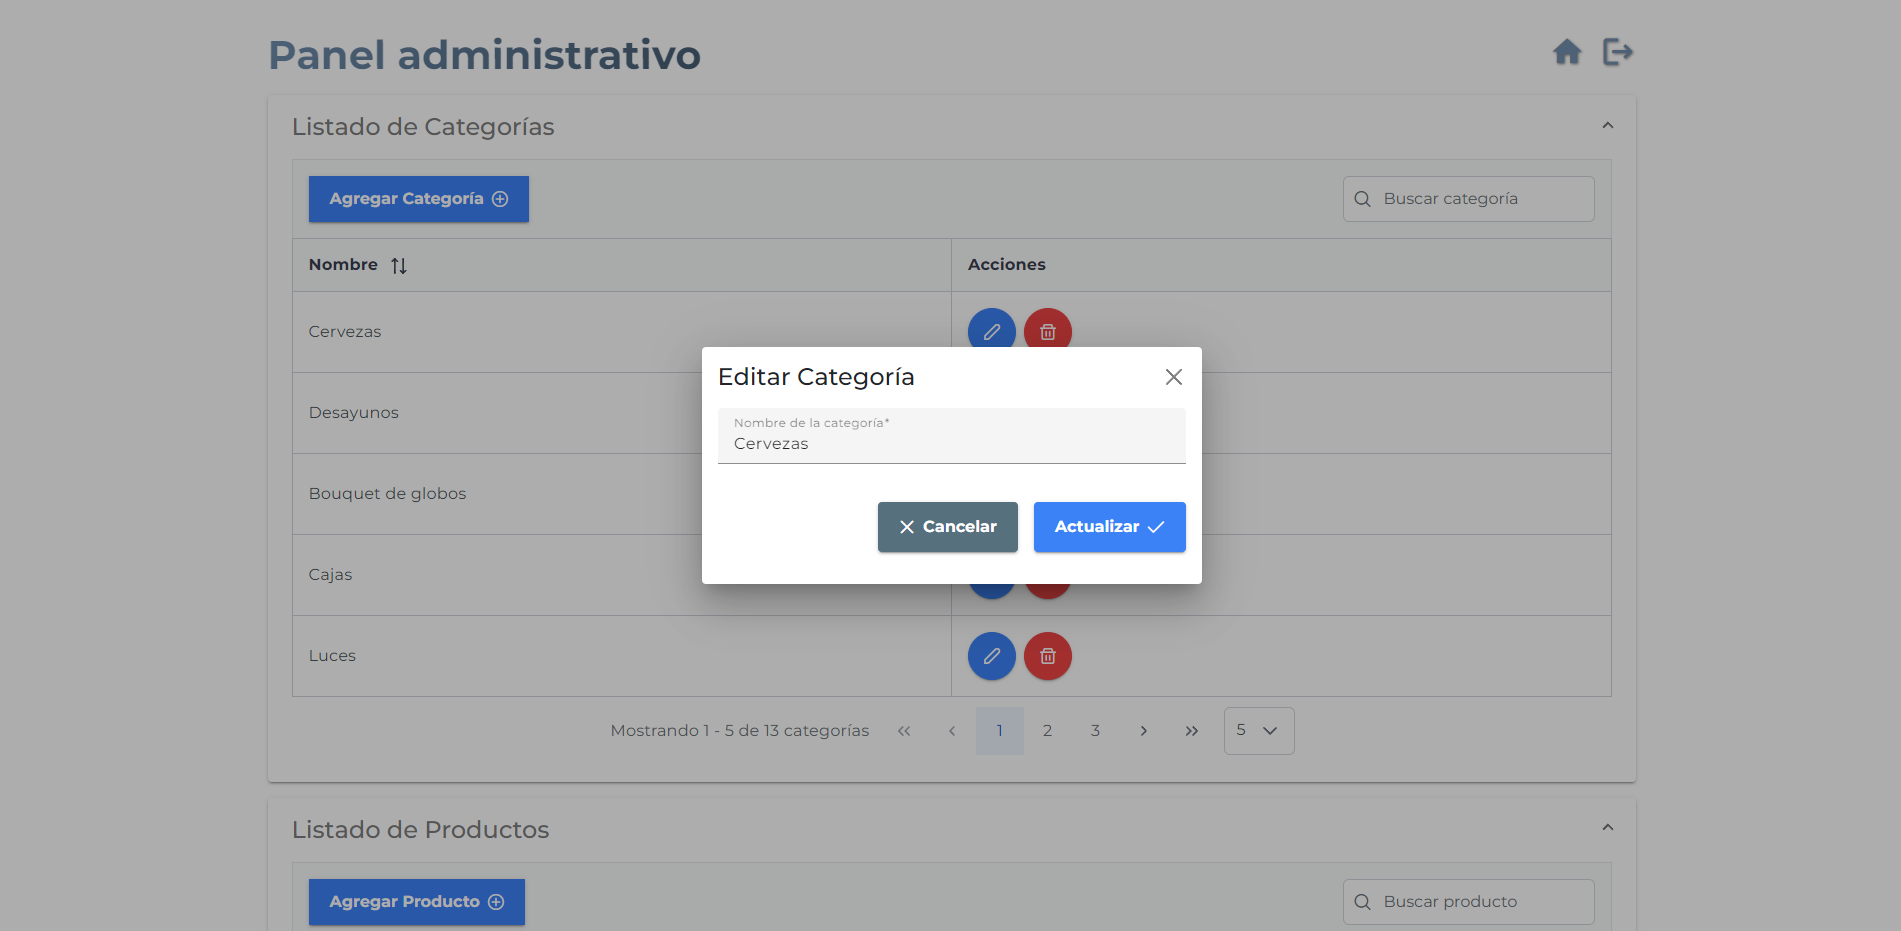 Panel administrativo
Listado de Categorías
Agregar Categoría
Buscar categoría
Nombre
Acciones
Cervezas
Desayunos
Bouquet de globos
Cajas
Luces
Editar Categoría
Nombre de la categoría*
Cervezas
Cancelar
Actualizar
Mostrando 1 - 5 de 13 categorías « ‹ 1 2 3 › » 5
Listado de Productos
Agregar Producto
Buscar producto